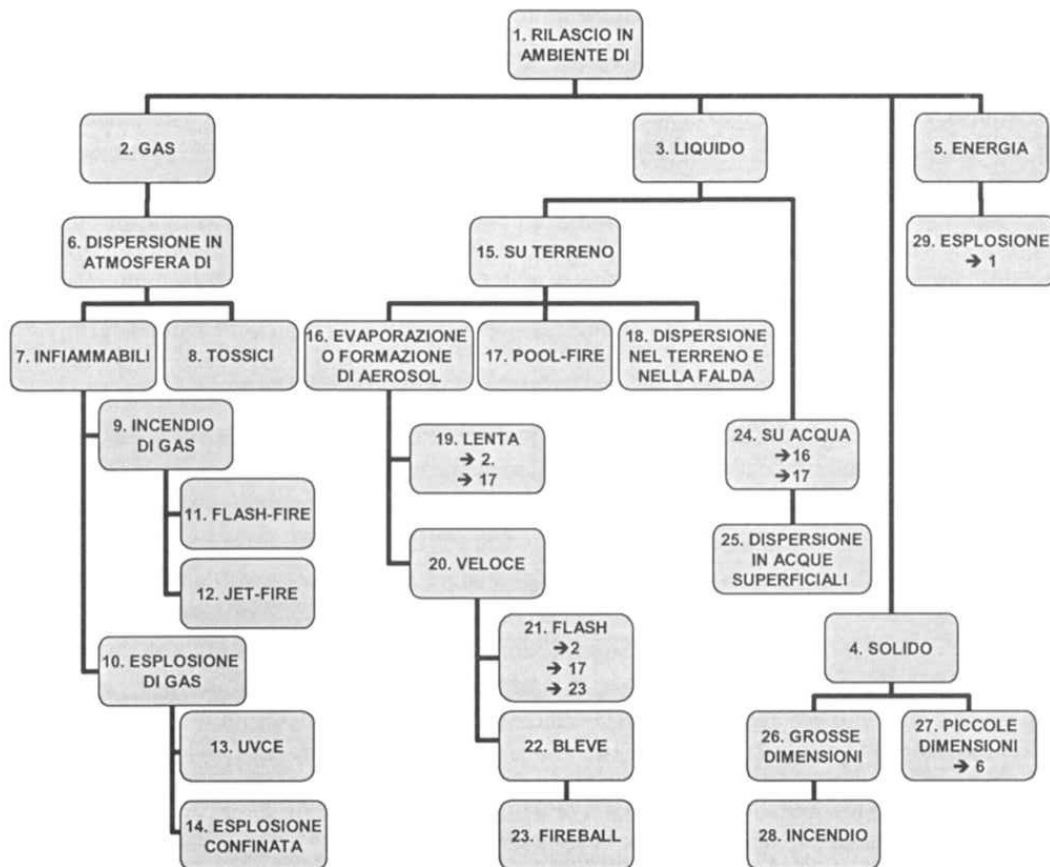 1. RILASCIO IN
AMBIENTE DI
2. GAS
3. LIQUIDO
5. ENERGIA
6. DISPERSIONE IN
ATMOSFERA DI
15. SU TERRENO
29. ESPLOSIONE
→ 1
7. INFIAMMABILI
8. TOSSICI
16. EVAPORAZIONE
O FORMAZIONE
DI AEROSOL
17. POOL-FIRE
18. DISPERSIONE
NEL TERRENO E
NELLA FALDA
9. INCENDIO
DI GAS
19. LENTA
→ 2.
→ 17
24. SU ACQUA
→16
→17
11. FLASH-FIRE
12. JET-FIRE
20. VELOCE
25. DISPERSIONE
IN ACQUE
SUPERFICIALI
10. ESPLOSIONE
DI GAS
21. FLASH
→2
→ 17
→ 23
4. SOLIDO
13. UVCE
22. BLEVE
26. GROSSE
DIMENSIONI
27. PICCOLE
DIMENSIONI
→ 6
14. ESPLOSIONE
CONFINATA
23. FIREBALL
28. INCENDIO